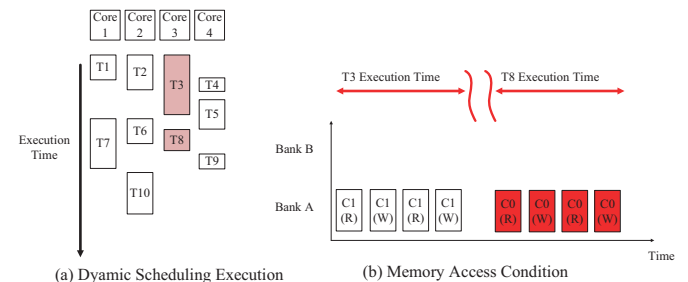 Core 1
Core 2
Core 3
Core 4
T1
T2
T3
T4
T5
T6
T7
T8
T9
T10
Execution
Time
(a) Dyamic Scheduling Execution
T3 Execution Time
T8 Execution Time
Bank B
Bank A
C1
(R)
C1
(W)
C1
(R)
C1
(W)
C0
(R)
C0
(W)
C0
(R)
C0
(W)
Time
(b) Memory Access Condition